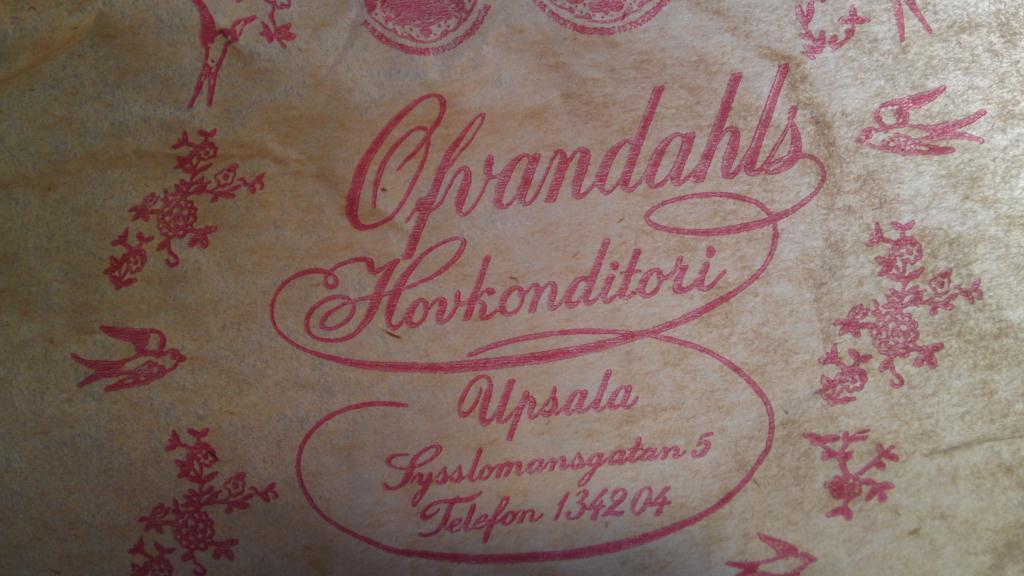 Ofvandahls
Hovkonditori
Upsala
Sysslomansgatan 5
Telefon 134204